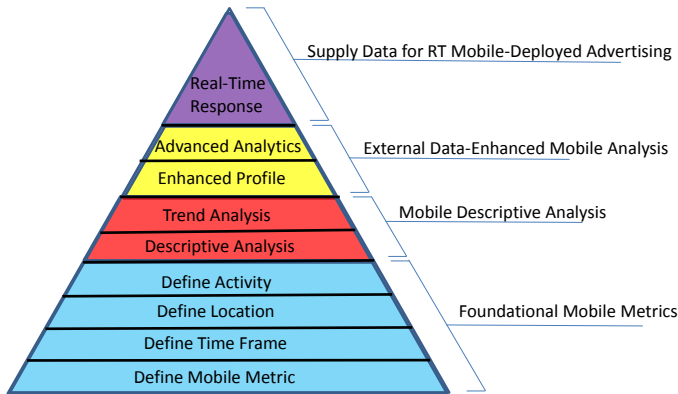 Supply Data for RT Mobile-Deployed Advertising
Real-Time
Response
Advanced Analytics
External Data-Enhanced Mobile Analysis
Enhanced Profile
Trend Analysis
Mobile Descriptive Analysis
Descriptive Analysis
Define Activity
Define Location
Foundational Mobile Metrics
Define Time Frame
Define Mobile Metric